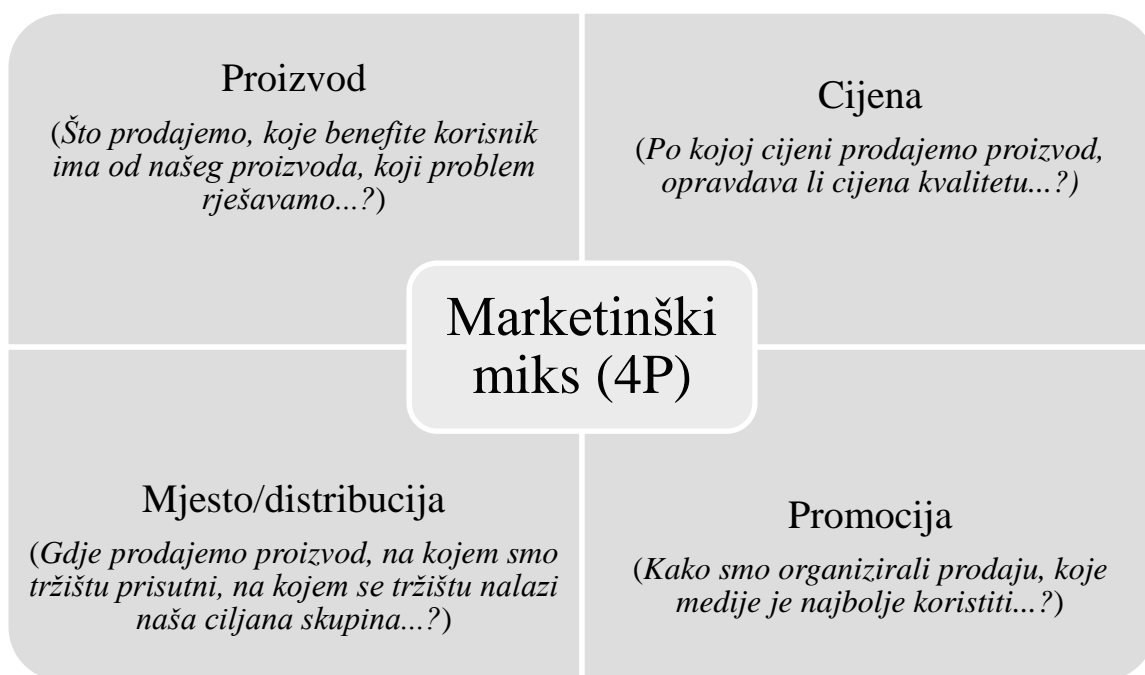 Proizvod
(Što prodajemo, koje benefite korisnik
ima od našeg proizvoda, koji problem
rješavamo...?)
Cijena
(Po kojoj cijeni prodajemo proizvod,
opravdava li cijena kvalitetu...?)
Marketinški
miks (4P)
Mjesto/distribucija
(Gdje prodajemo proizvod, na kojem smo
tržištu prisutni, na kojem se tržištu nalazi
naša ciljana skupina...?)
Promocija
(Kako smo organizirali prodaju, koje
medije je najbolje koristiti...?)